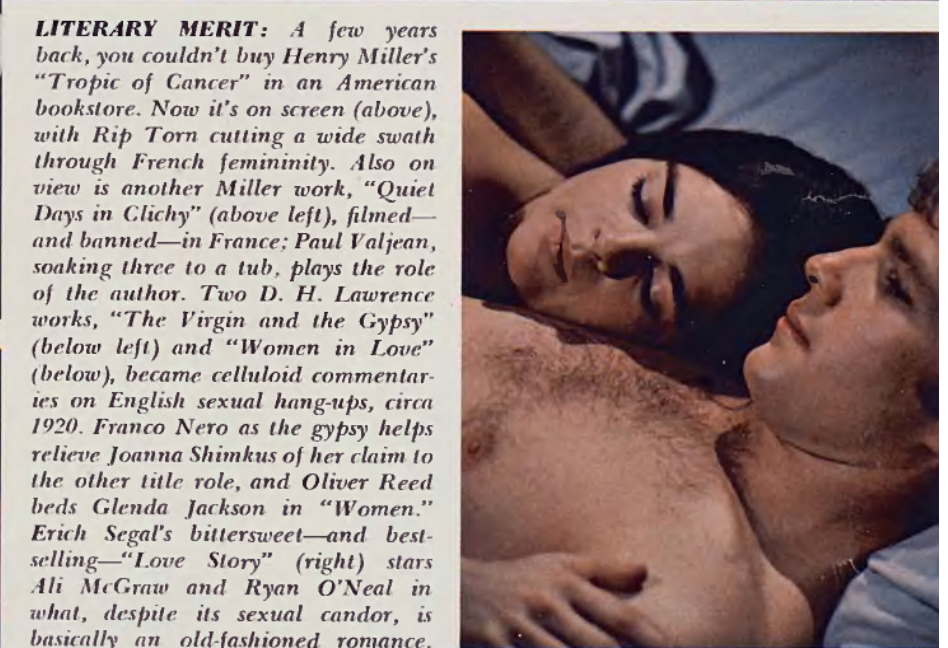 LITERARY MERIT: A few years
back, you couldn't buy Henry Miller's
"Tropic of Cancer" in an American
bookstore. Now it's on screen (above),
with Rip Torn cutting a wide swath
through French femininity. Also on
view is another Miller work, "Quiet
Days in Clichy" (above left), filmed—
and banned—in France; Paul Valjean,
soaking three to a tub, plays the role
of the author. Two D. H. Lawrence
works, "The Virgin and the Gypsy"
(below left) and "Women in Love"
(below), became celluloid commentar-
ies on English sexual hang-ups, circa
1920. Franco Nero as the gypsy helps
relieve Joanna Shimkus of her claim to
the other title role, and Oliver Reed
beds Glenda Jackson in "Women."
Erich Segal's bittersweet—and best-
selling—"Love Story" (right) stars
Ali McGraw and Ryan O'Neal in
what, despite its sexual candor, is
basically an old-fashioned romance.